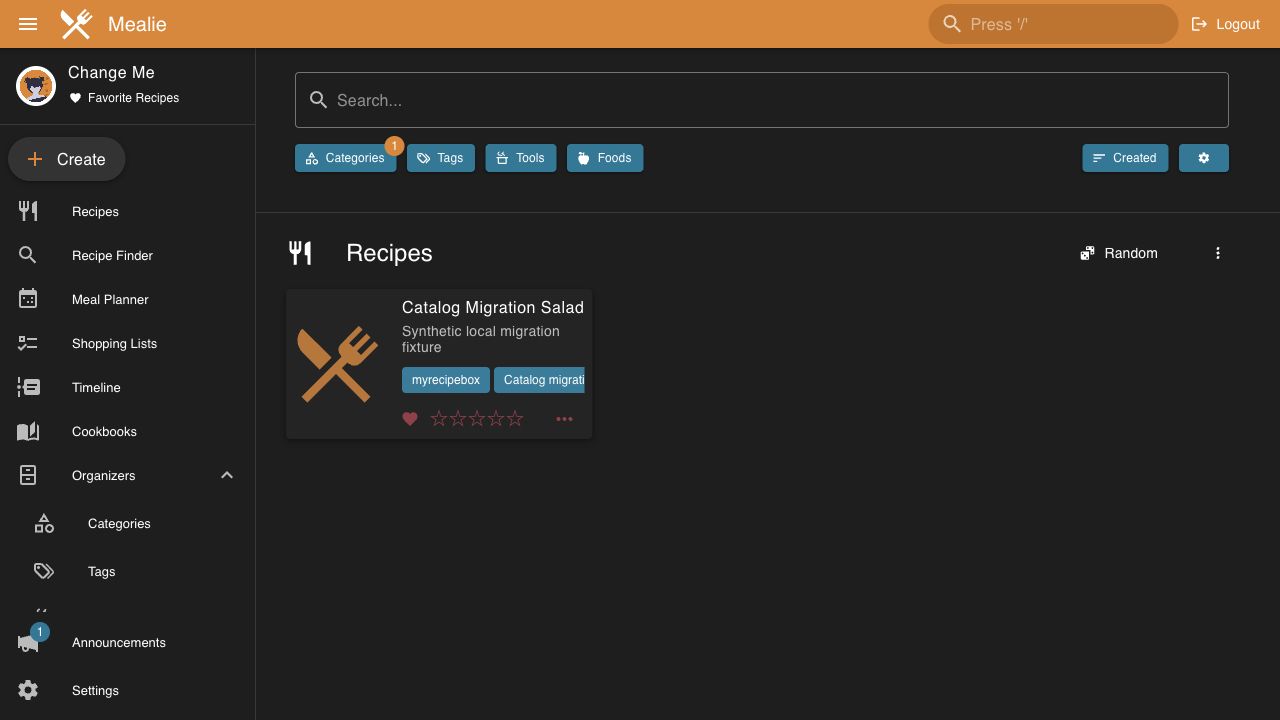 Mealie
Press '/'
Logout
Change Me
Favorite Recipes
Create
Recipes
Recipe Finder
Meal Planner
Shopping Lists
Timeline
Cookbooks
Organizers
Categories
Tags
1
Announcements
Settings
Search...
Categories
1
Tags
Tools
Foods
Created
Recipes
Random
Catalog Migration Salad
Synthetic local migration
fixture
myrecipebox
Catalog migrati